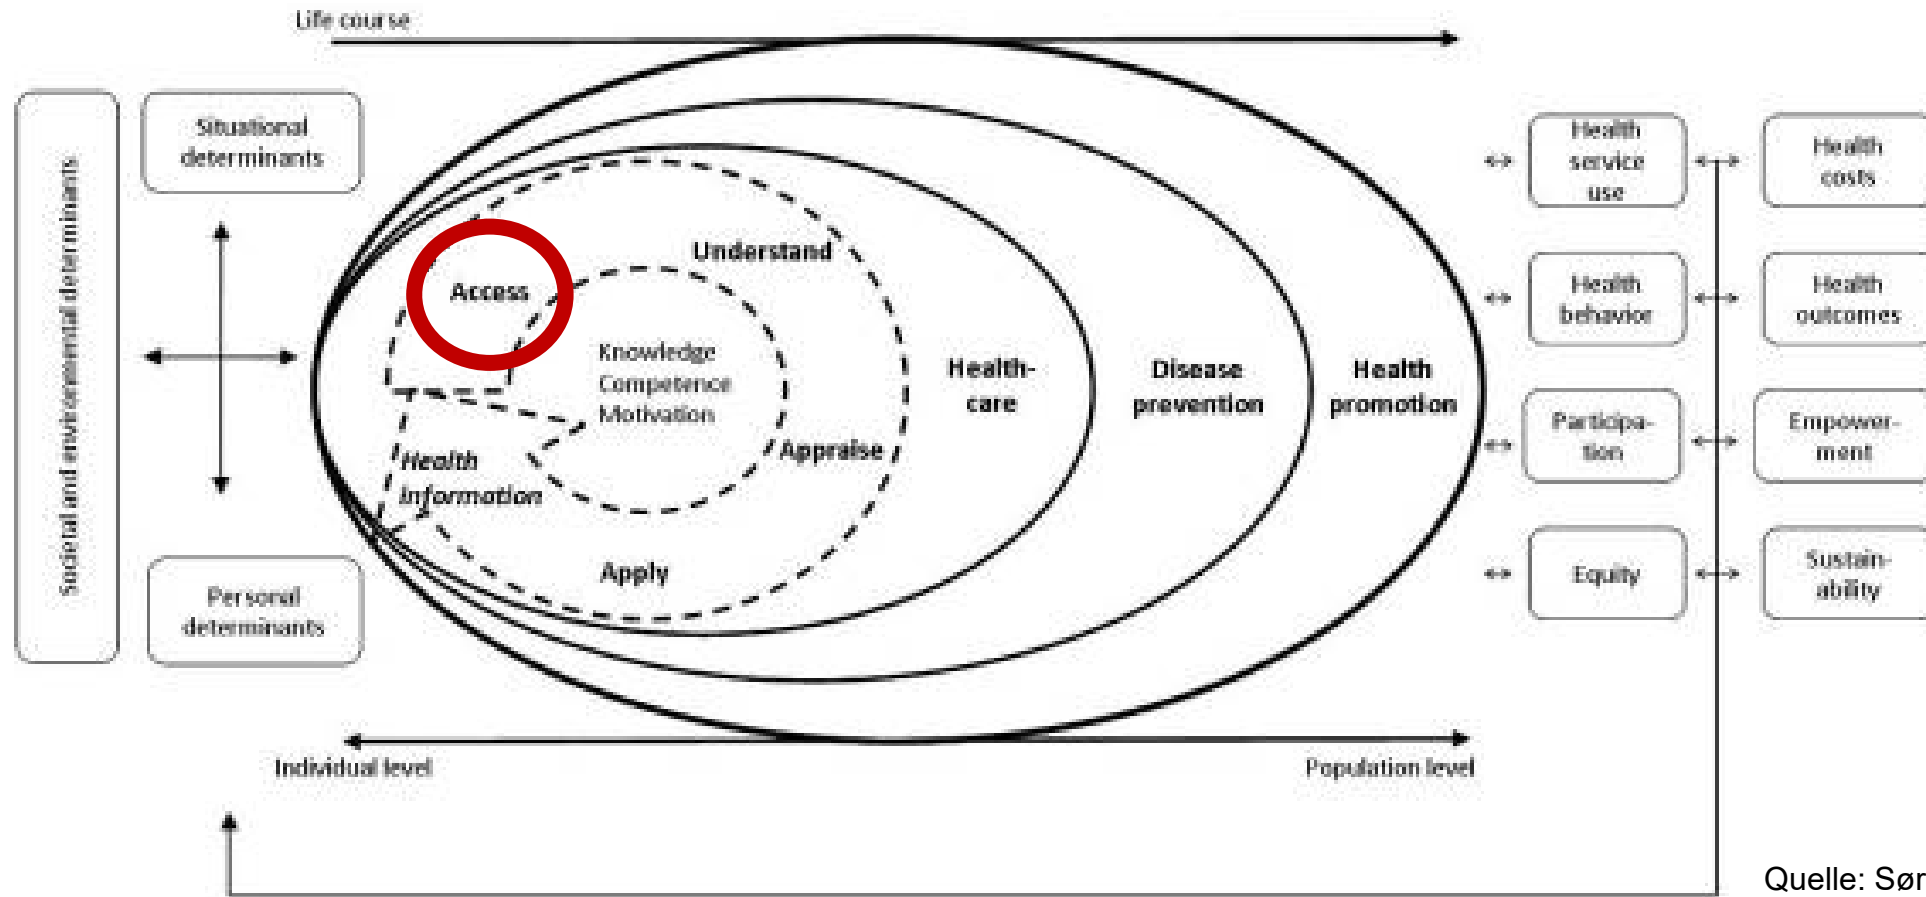 Life course
Societal and environmental determinants
Situational
determinants
Personal
determinants
Access
Understand
Knowledge
Competence
Motivation
Appraise
Health
Information
Apply
Health-
care
Disease
prevention
Health
promotion
Individual level
Population level
Health
service
use
Health
costs
Health
behavior
Health
outcomes
Participa-
tion
Empower-
ment
Equity
Sustain-
ability
Quelle: Sør